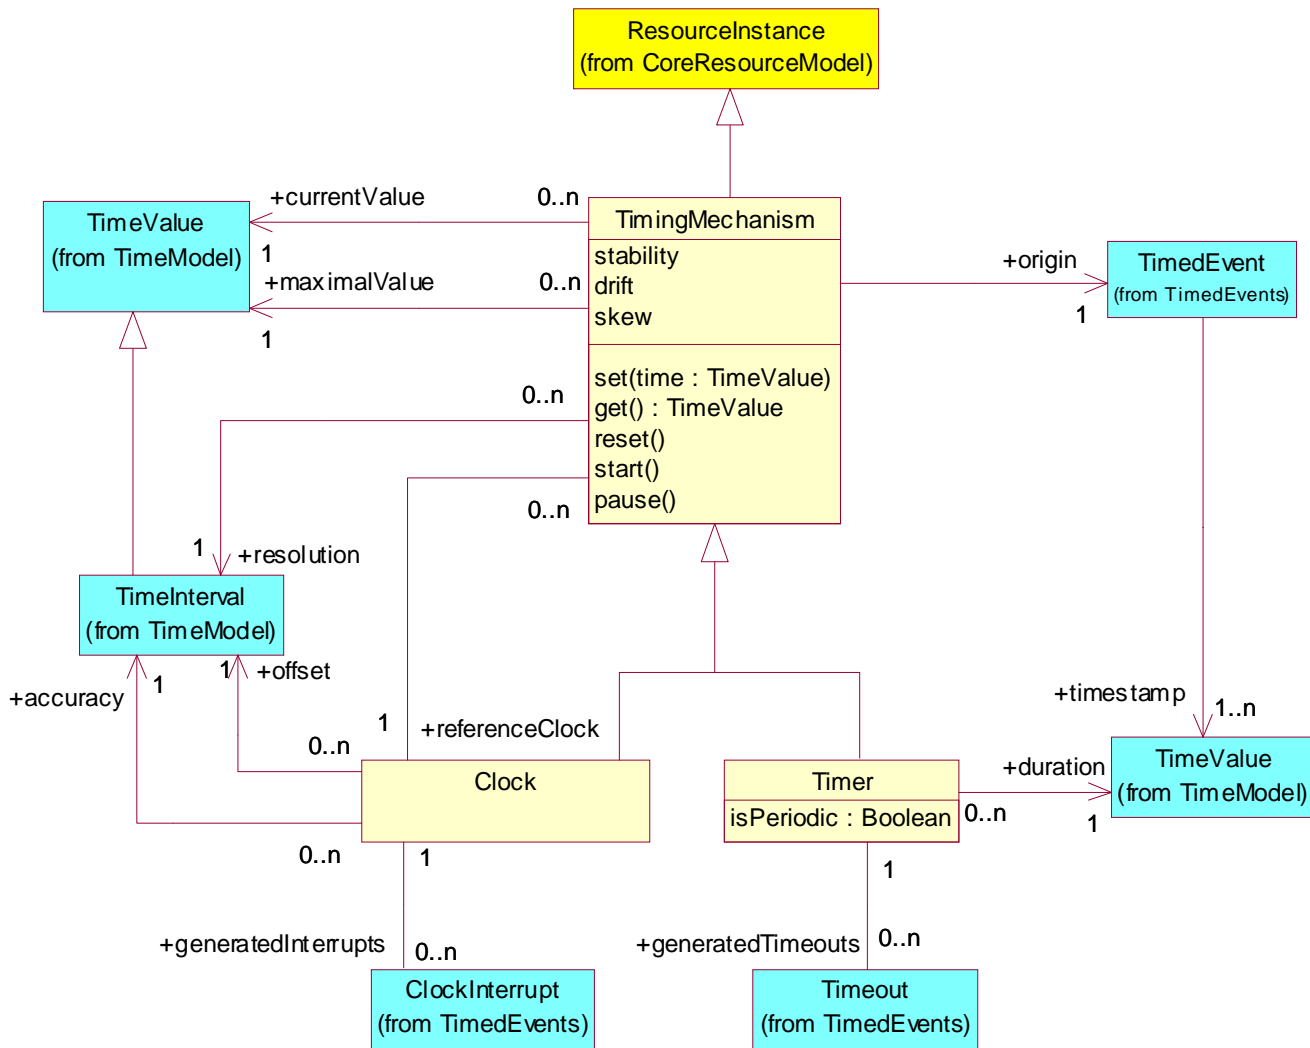 ResourceInstance
(from CoreResourceModel)
+currentValue
0..n
TimeValue
(from TimeModel)
1
+maximalValue
0..n
1
TimingMechanism
stability
drift
skew
set(time : TimeValue)
get() : TimeValue
reset()
start()
pause()
+origin
1
TimedEvent
(from TimedEvents)
0..n
0..n
1
+resolution
TimeInterval
(from TimeModel)
+accuracy
1
1
+offset
0..n
0..n
1
+referenceClock
+timestamp
1..n
TimeValue
(from TimeModel)
Clock
Timer
isPeriodic : Boolean
+duration
0..n
1
1
+generatedInterrupts
0..n
1
+generatedTimeouts
0..n
ClockInterrupt
(from TimedEvents)
Timeout
(from TimedEvents)